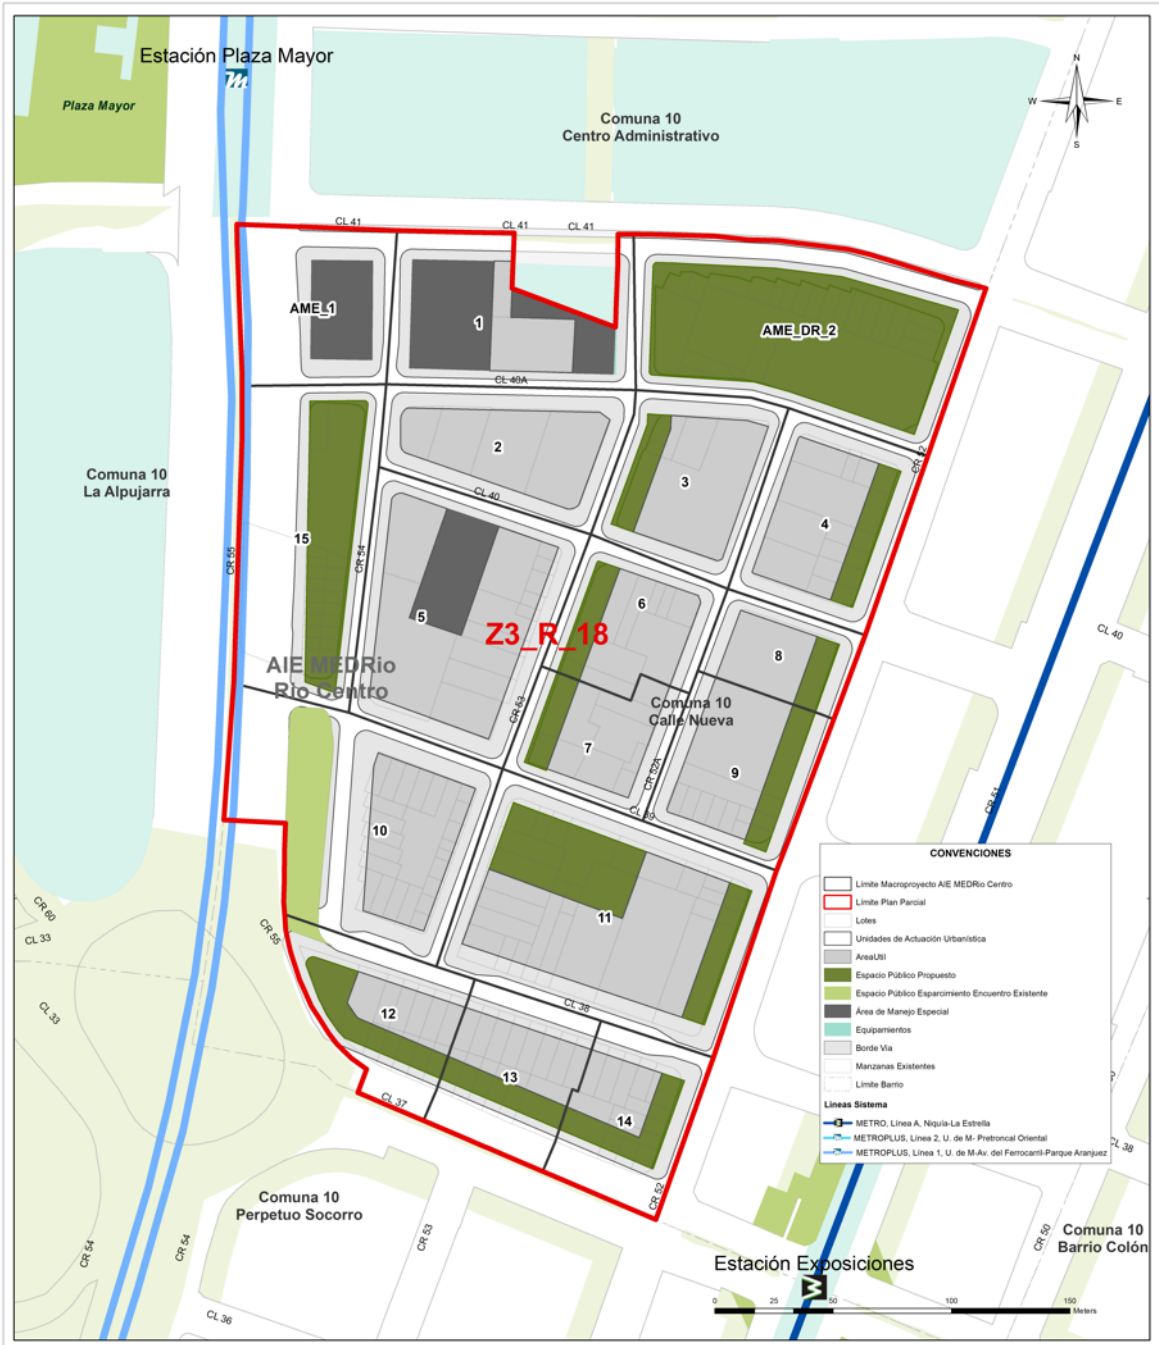 Estación Plaza Mayor
m
Plaza Mayor
Comuna 10
Centro Administrativo
N
W
E
S
CL 41
CL 41
CL 41
AME_1
1
AME_DR_2
CL 40A
2
3
4
CR 52
Comuna 10
La Alpujarra
CL 40
15
CR 55
CR 54
5
6
Z3_R_18
8
CL 40
AIE MEDRio
Rio Centro
Comuna 10
Calle Nueva
CR 53
7
CR 52A
9
CR 51
CL 39
10
11
CR 60
CL 33
CR 55
CL 33
12
CL 38
13
14
CL 37
CONVENCIONES
Límite Macroproyecto AIE MEDRio Centro
Límite Plan Parcial
Lotes
Unidades de Actuación Urbanística
AreaUtil
Espacio Público Propuesto
Espacio Público Esparcimiento Encuentro Existente
Área de Manejo Especial
Equipamientos
Borde Via
Manzanas Existentes
Límite Barrio
Lineas Sistema
METRO, Línea A, Niquía-La Estrella
METROPLUS, Línea 2, U. de M- Pretroncal Oriental
METROPLUS, Línea 1, U. de M-Av. del Ferrocarril-Parque Aranjuez
CL 38
Comuna 10
Perpetuo Socorro
CR 52
CR 53
CR 54
CR 54
CL 36
CR 50
Comuna 10
Barrio Colón
Estación Exposiciones
0 25 50 100 150
Meters